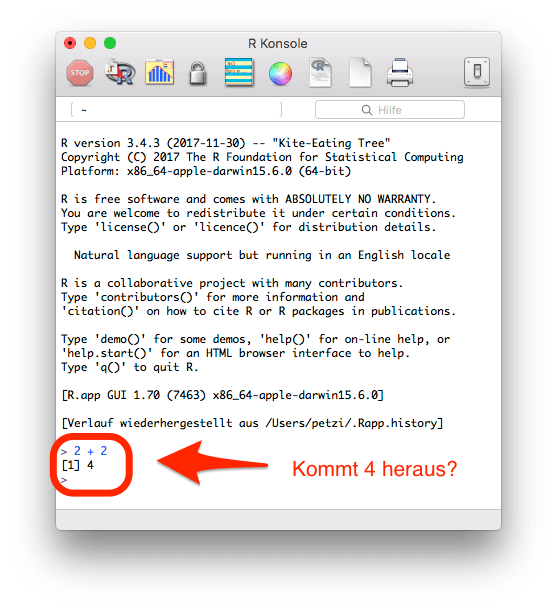 R Konsole
STOP
~
Hilfe
R version 3.4.3 (2017-11-30) -- "Kite-Eating Tree"
Copyright (C) 2017 The R Foundation for Statistical Computing
Platform: x86_64-apple-darwin15.6.0 (64-bit)
R is free software and comes with ABSOLUTELY NO WARRANTY.
You are welcome to redistribute it under certain conditions.
Type 'license()' or 'licence()' for distribution details.
Natural language support but running in an English locale
R is a collaborative project with many contributors.
Type 'contributors()' for more information and
'citation()' on how to cite R or R packages in publications.
Type 'demo()' for some demos, 'help()' for on-line help, or
'help.start()' for an HTML browser interface to help.
Type 'q()' to quit R.
[R.app GUI 1.70 (7463) x86_64-apple-darwin15.6.0]
[Verlauf wiederhergestellt aus /Users/petzi/.Rapp.history]
> 2 + 2
[1] 4
>
Kommt 4 heraus?